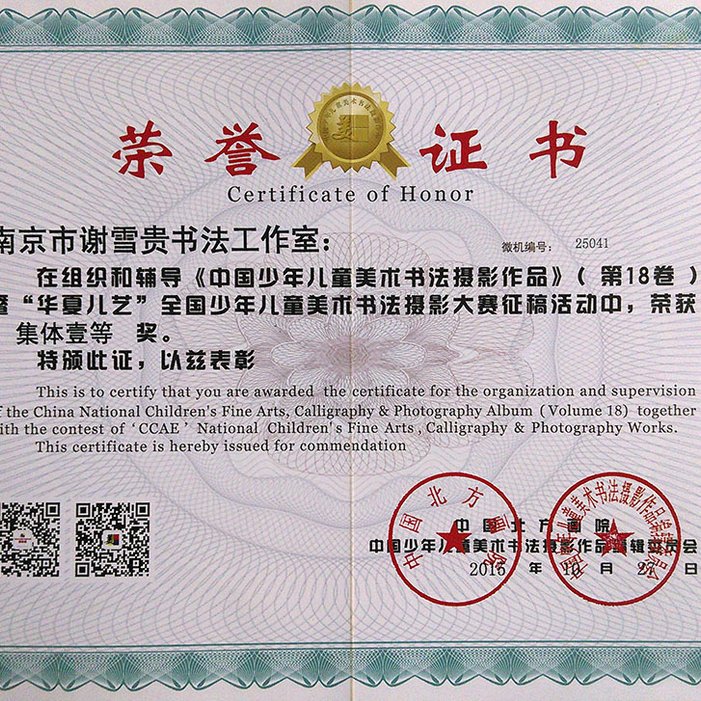 荣誉证书
Certificate of Honor
南京市谢雪贵书法工作室：
微机编号： 25041
在组织和辅导《中国少年儿童美术书法摄影作品》（第18卷）
暨“华夏儿艺”全国少年儿童美术书法摄影大赛征稿活动中，荣获
集体壹等 奖。
特颁此证，以兹表彰
This is to certify that you are awarded the certificate for the organization and supervision
of the China National Children's Fine Arts, Calligraphy & Photography Album (Volume 18) together
with the contest of ‘CCAE’ National Children's Fine Arts , Calligraphy & Photography Works.
This certificate is hereby issued for commendation
中国北方画院
中国北方画院
中国少年儿童美术书法摄影作品编辑委员会
2015 年 10 月 日